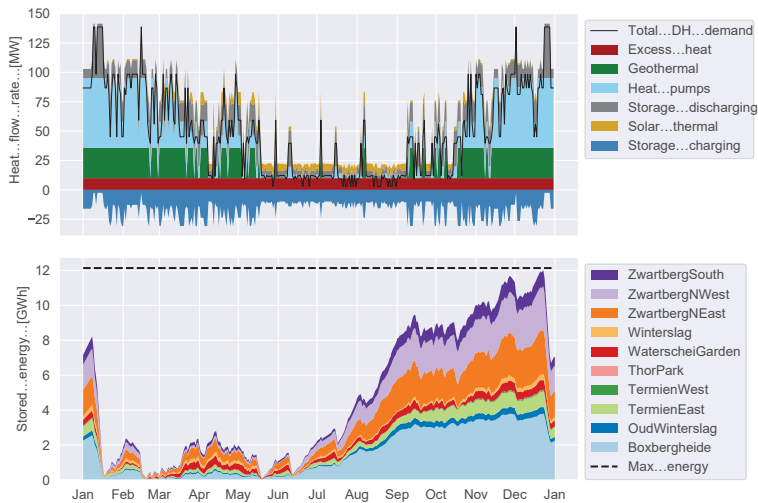 150
125
100
75
50
25
0
−25
Heat…flow…rate…[MW]
Total…DH…demand
Excess…heat
Geothermal
Heat…pumps
Storage…discharging
Solar…thermal
Storage…charging
12
10
8
6
4
2
0
Stored…energy…[GWh]
Jan Feb Mar Apr May Jun Jul Aug Sep Oct Nov Dec Jan
ZwartbergSouth
ZwartbergNWest
ZwartbergNEast
Winterslag
WaterscheiGarden
ThorPark
TermienWest
TermienEast
OudWinterslag
Boxbergheide
Max…energy